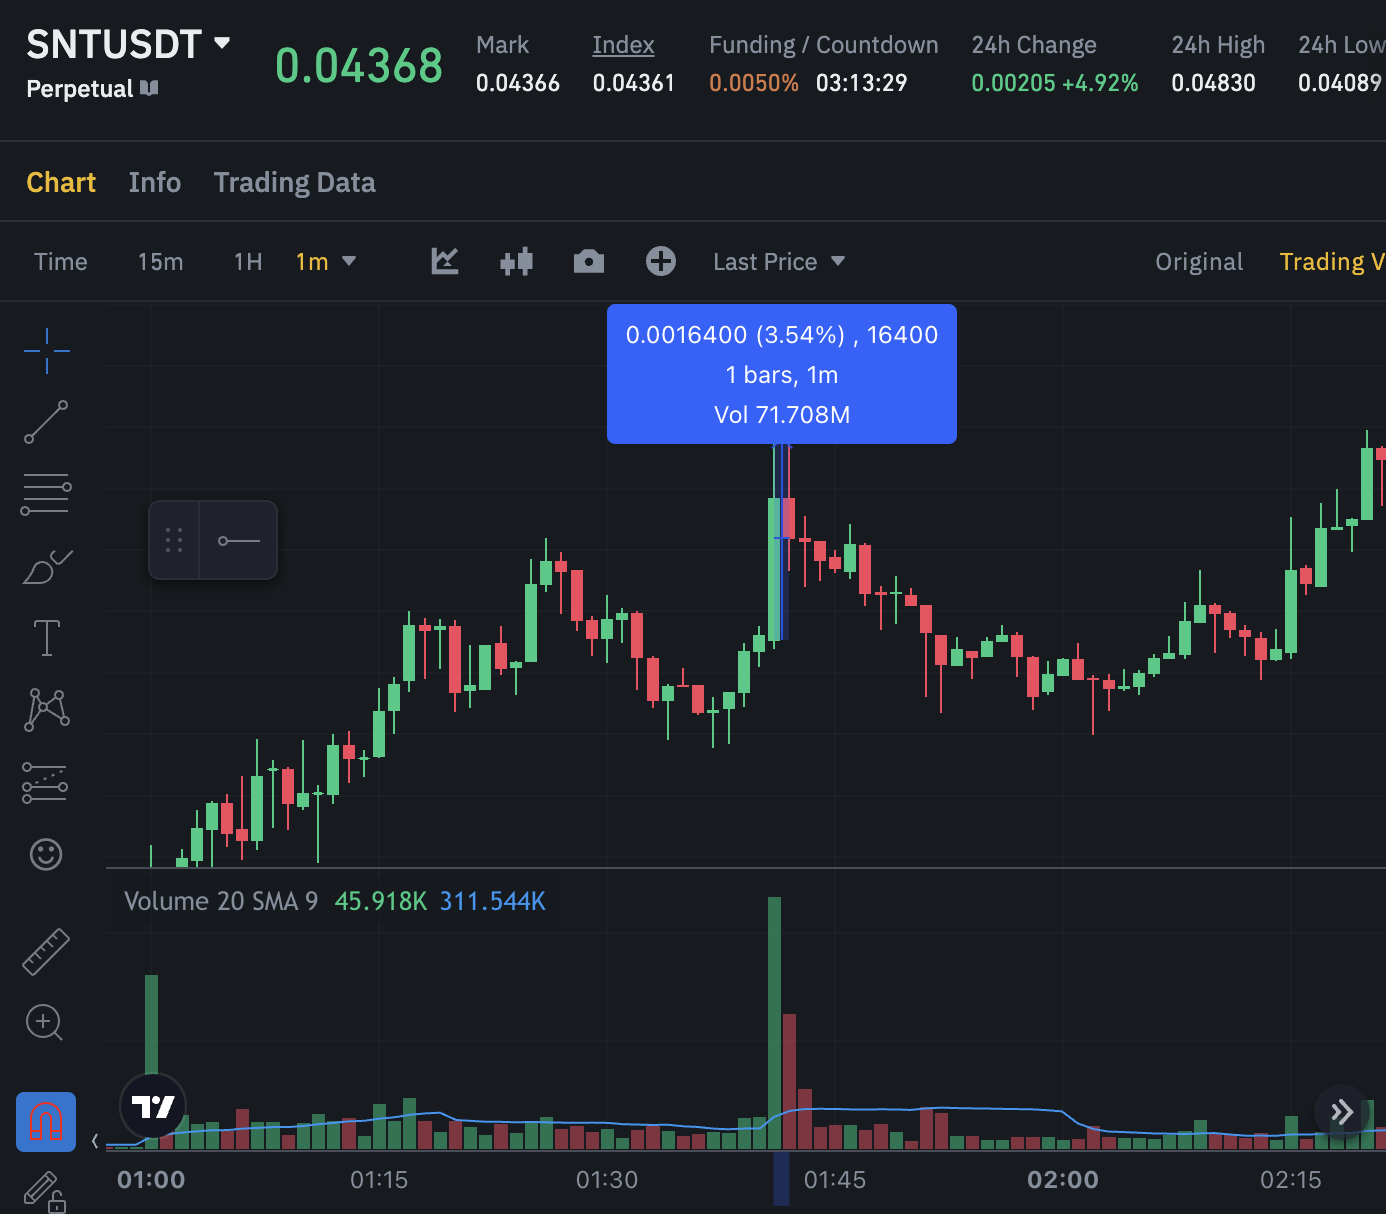 SNTUSDT
Perpetual
0.04368
Mark
0.04366
Index
0.04361
Funding / Countdown
0.0050% 03:13:29
24h Change
0.00205 +4.92%
24h High
0.04830
24h Low
0.04089
Chart Info Trading Data
Time 15m 1H 1m Last Price Original Trading V
0.0016400 (3.54%) , 16400
1 bars, 1m
Vol 71.708M
T
Volume 20 SMA 9 45.918K 311.544K
01:00 01:15 01:30 01:45 02:00 02:15